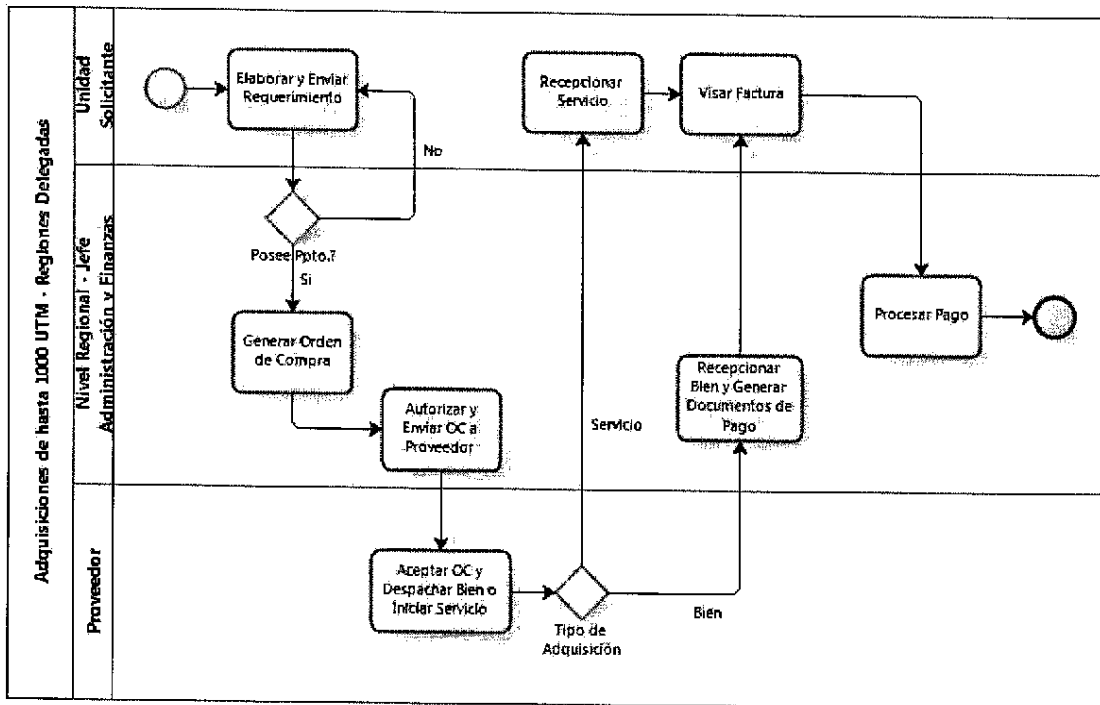 Adquisiciones de hasta 1000 UTM - Regiones Delegadas
Unidad
Solicitante
Elaborar y Enviar
Requerimiento
Recepcionar
Servicio
Visar Factura
No
Nivel Regional - Jefe
Administración y Finanzas
Posee Ppto.?
Si
Generar Orden
de Compra
Autorizar y
Enviar OC a
Proveedor
Servicio
Recepcionar
Bien y Generar
Documentos de
Pago
Procesar Pago
Proveedor
Aceptar OC y
Despachar Bien o
Iniciar Servicio
Tipo de
Adquisición
Bien